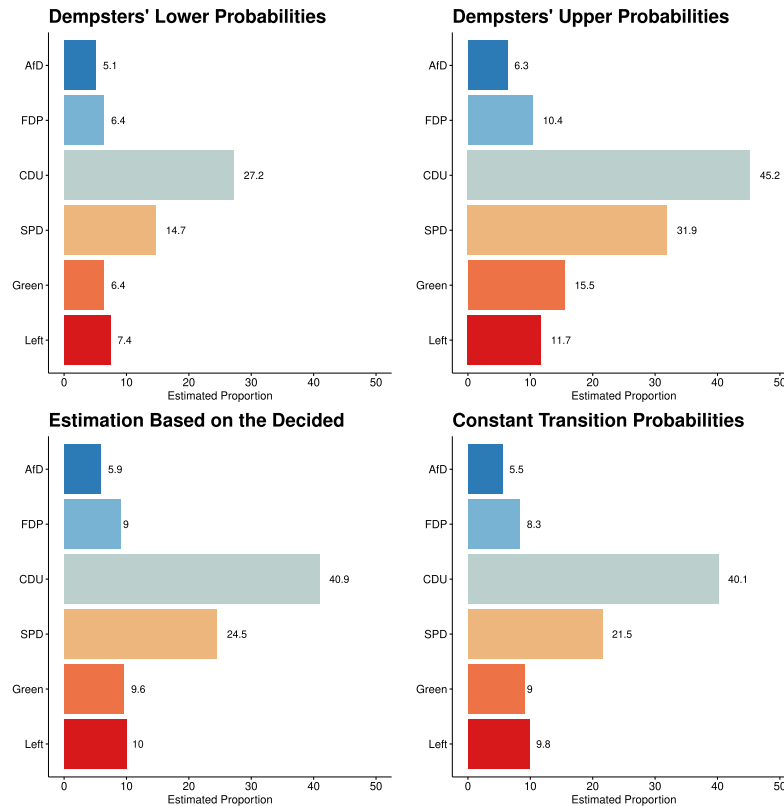 Dempsters' Lower Probabilities
AfD 5.1
FDP 6.4
CDU 27.2
SPD 14.7
Green 6.4
Left 7.4
0 10 20 30 40 50
Estimated Proportion
Dempsters' Upper Probabilities
AfD 6.3
FDP 10.4
CDU 45.2
SPD 31.9
Green 15.5
Left 11.7
0 10 20 30 40 50
Estimated Proportion
Estimation Based on the Decided
AfD 5.9
FDP 9
CDU 40.9
SPD 24.5
Green 9.6
Left 10
0 10 20 30 40 50
Estimated Proportion
Constant Transition Probabilities
AfD 5.5
FDP 8.3
CDU 40.1
SPD 21.5
Green 9
Left 9.8
0 10 20 30 40 50
Estimated Proportion